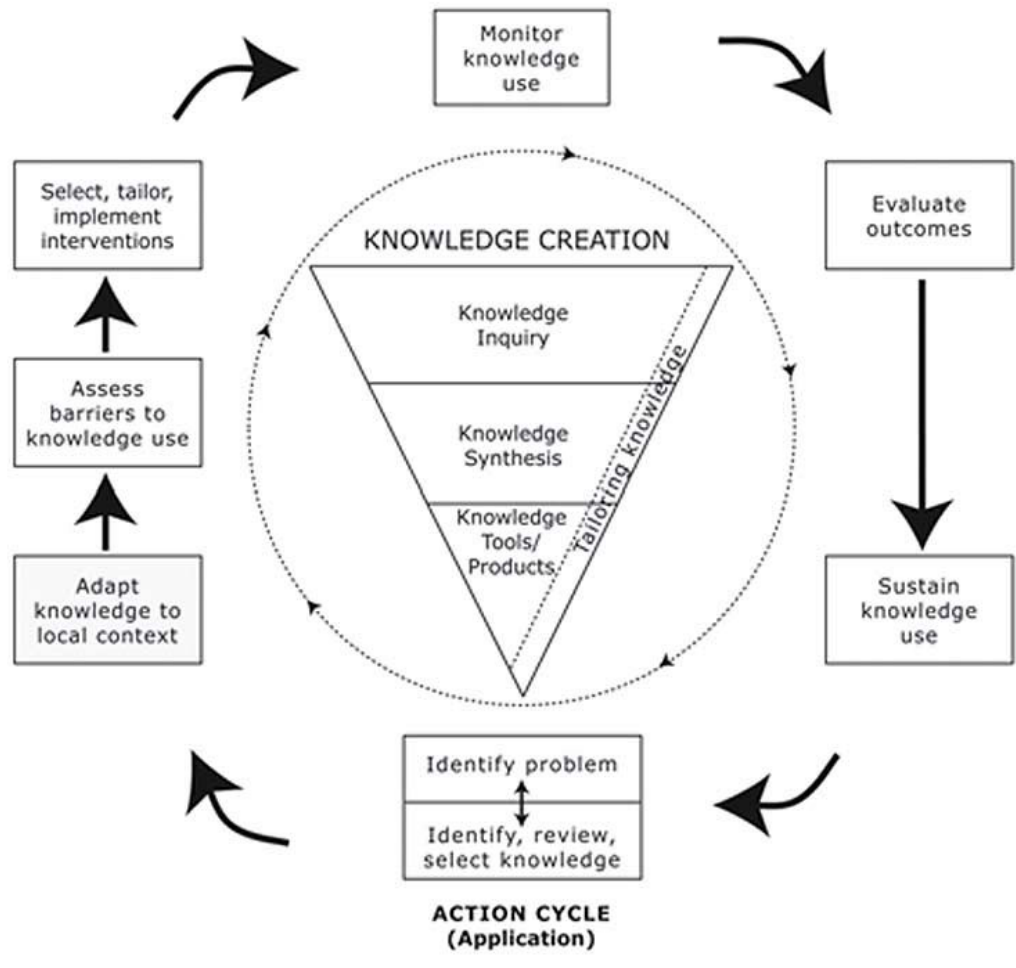 Monitor
knowledge
use
Select, tailor,
implement
interventions
Evaluate
outcomes
KNOWLEDGE CREATION
Knowledge
Inquiry
Knowledge
Synthesis
Knowledge
Tools/
Products
Tailoring knowledge
Assess
barriers to
knowledge use
Adapt
knowledge to
local context
Sustain
knowledge
use
Identify problem
Identify, review,
select knowledge
ACTION CYCLE
(Application)